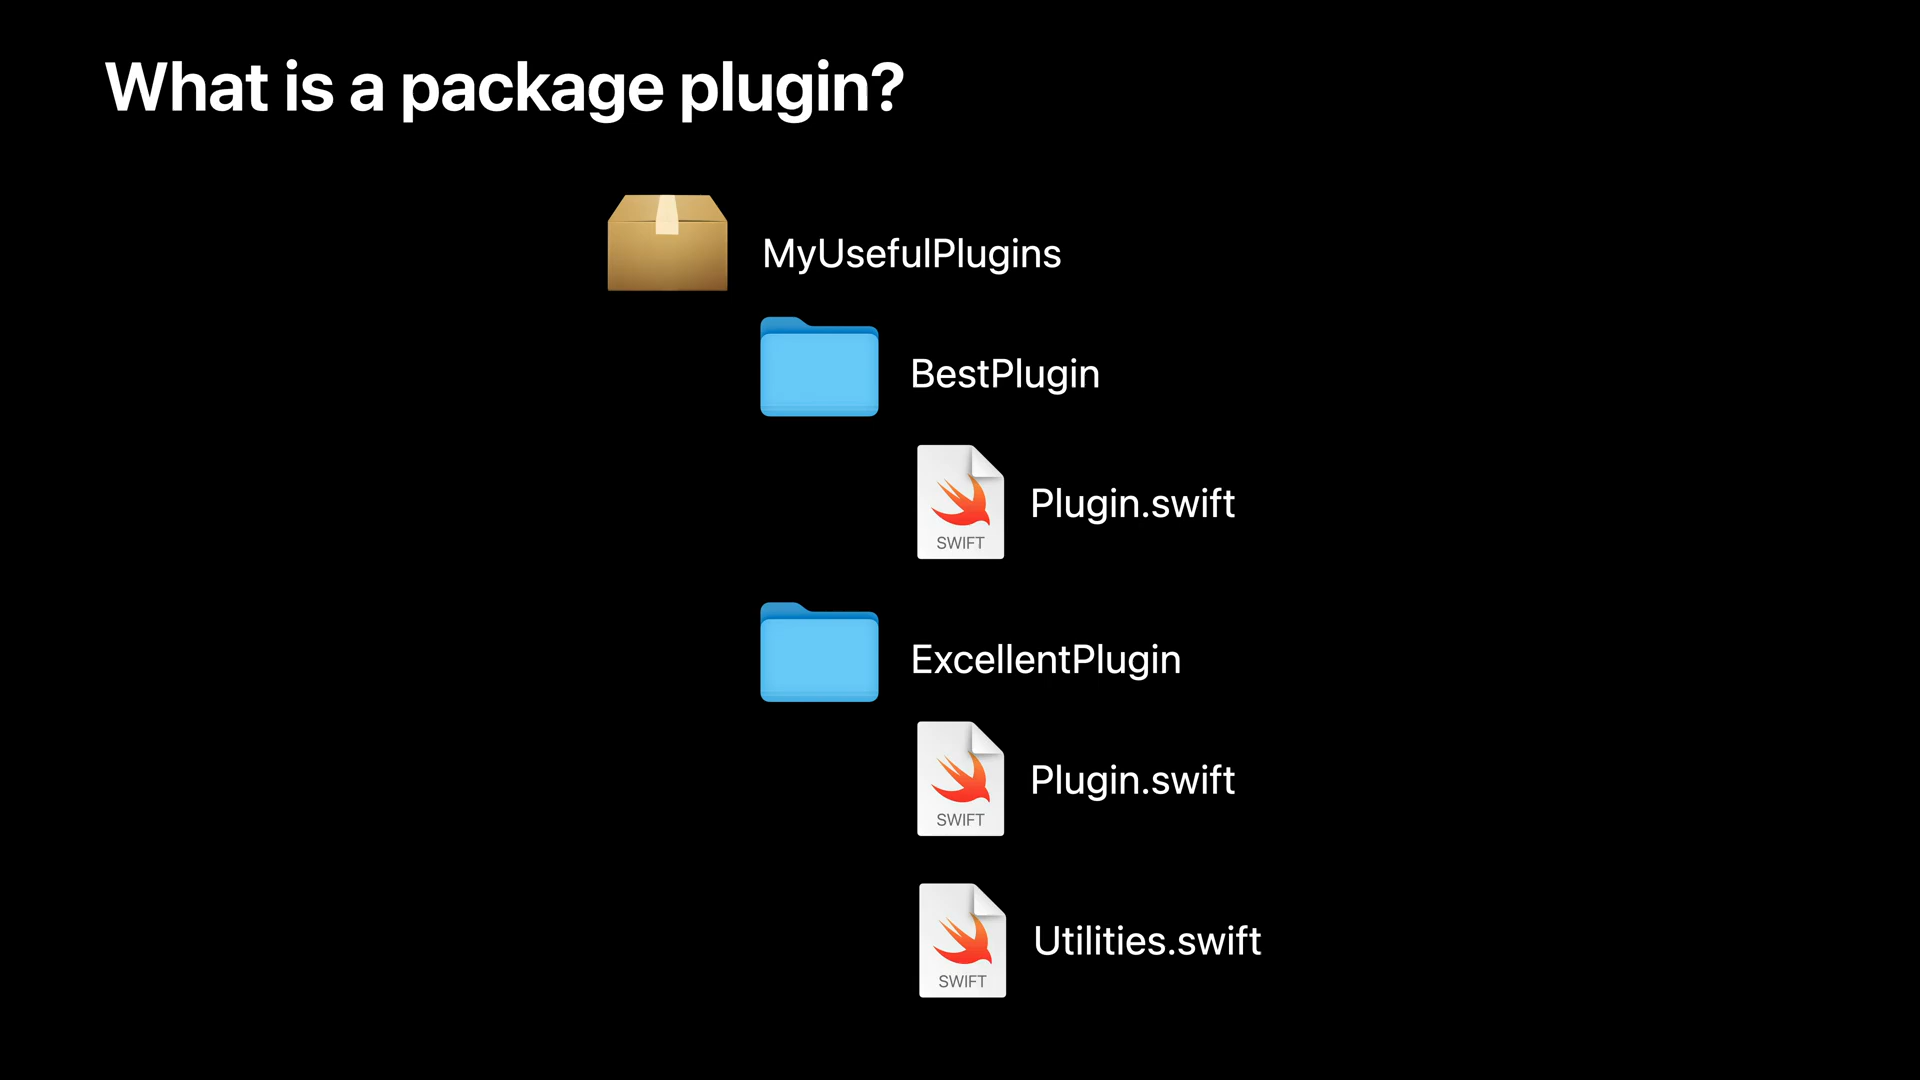 What is a package plugin?
MyUsefulPlugins
BestPlugin
SWIFT
Plugin.swift
ExcellentPlugin
SWIFT
Plugin.swift
SWIFT
Utilities.swift